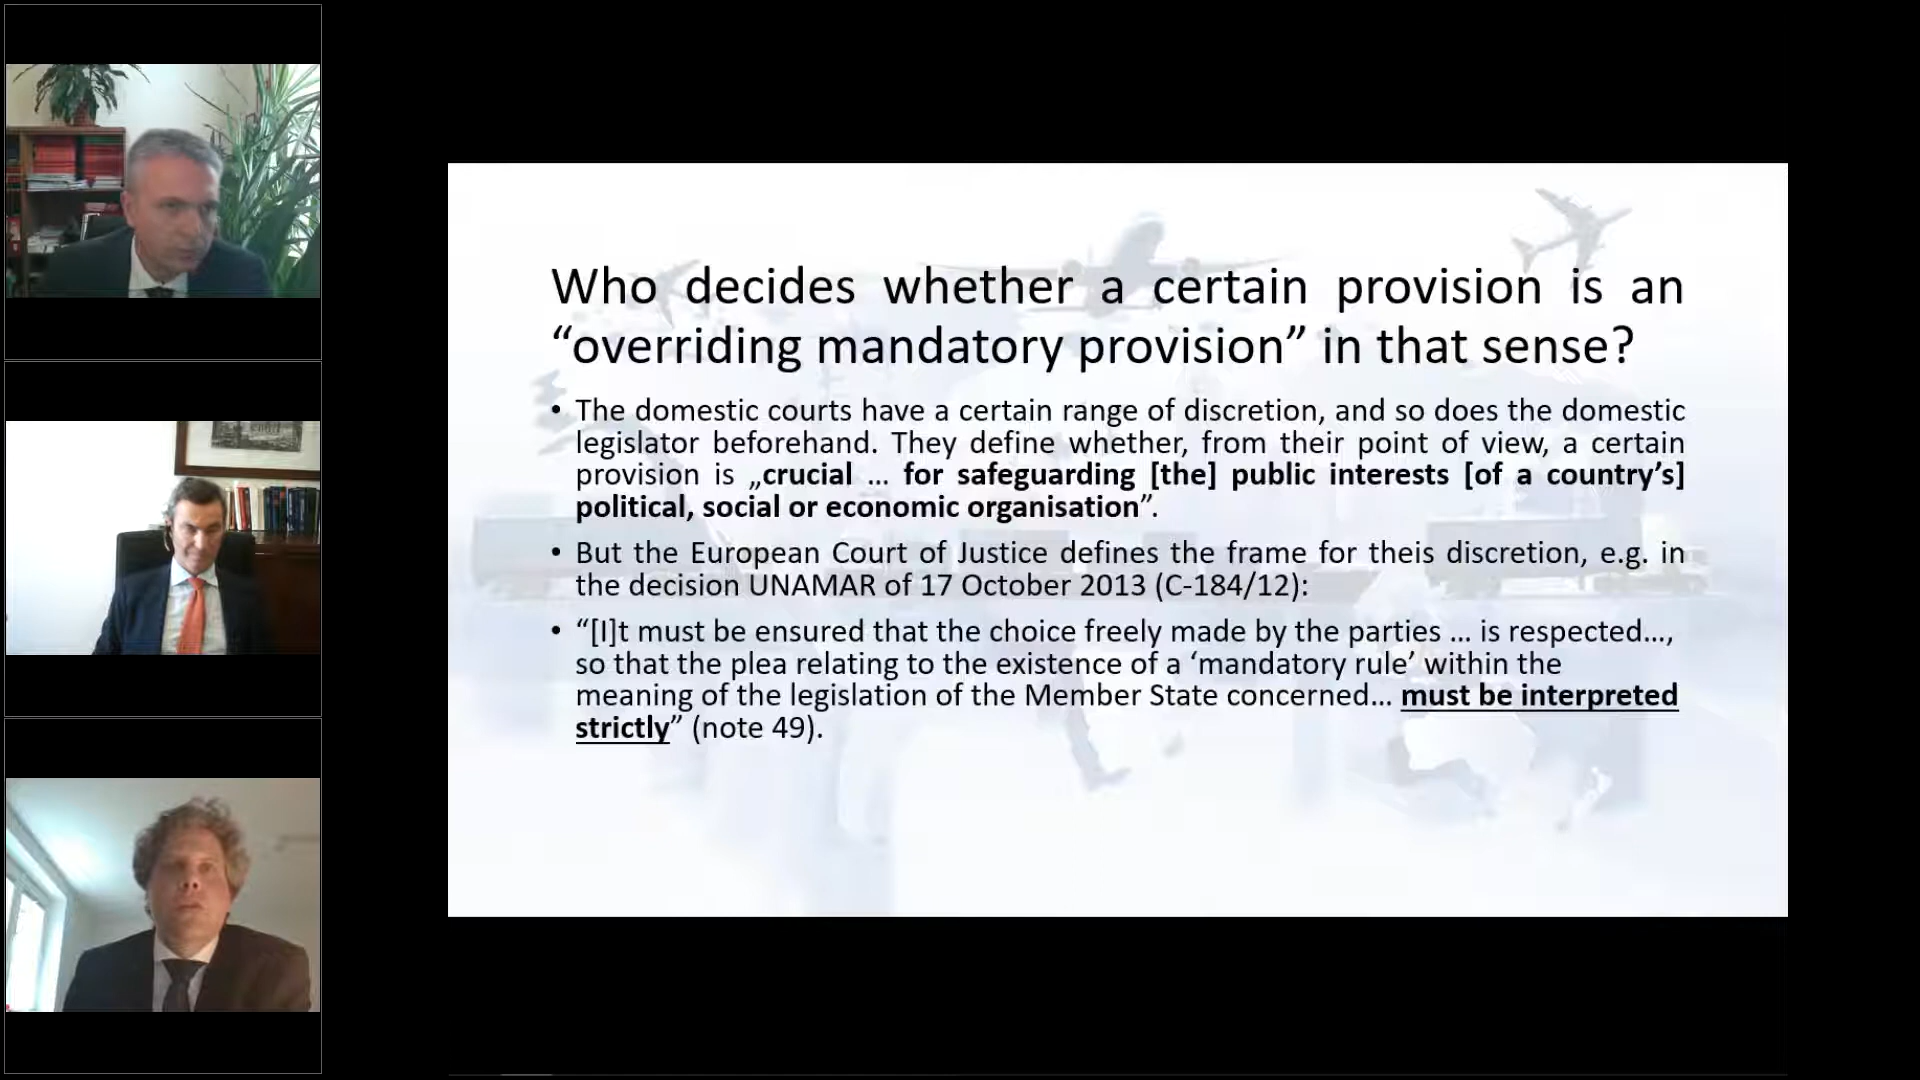 Who decides whether a certain provision is an
“overriding mandatory provision” in that sense?
• The domestic courts have a certain range of discretion, and so does the domestic
legislator beforehand. They define whether, from their point of view, a certain
provision is „crucial ... for safeguarding [the] public interests [of a country’s]
political, social or economic organisation”.
• But the European Court of Justice defines the frame for theis discretion, e.g. in
the decision UNAMAR of 17 October 2013 (C-184/12):
• “[I]t must be ensured that the choice freely made by the parties ... is respected...,
so that the plea relating to the existence of a ‘mandatory rule’ within the
meaning of the legislation of the Member State concerned... must be interpreted
strictly” (note 49).